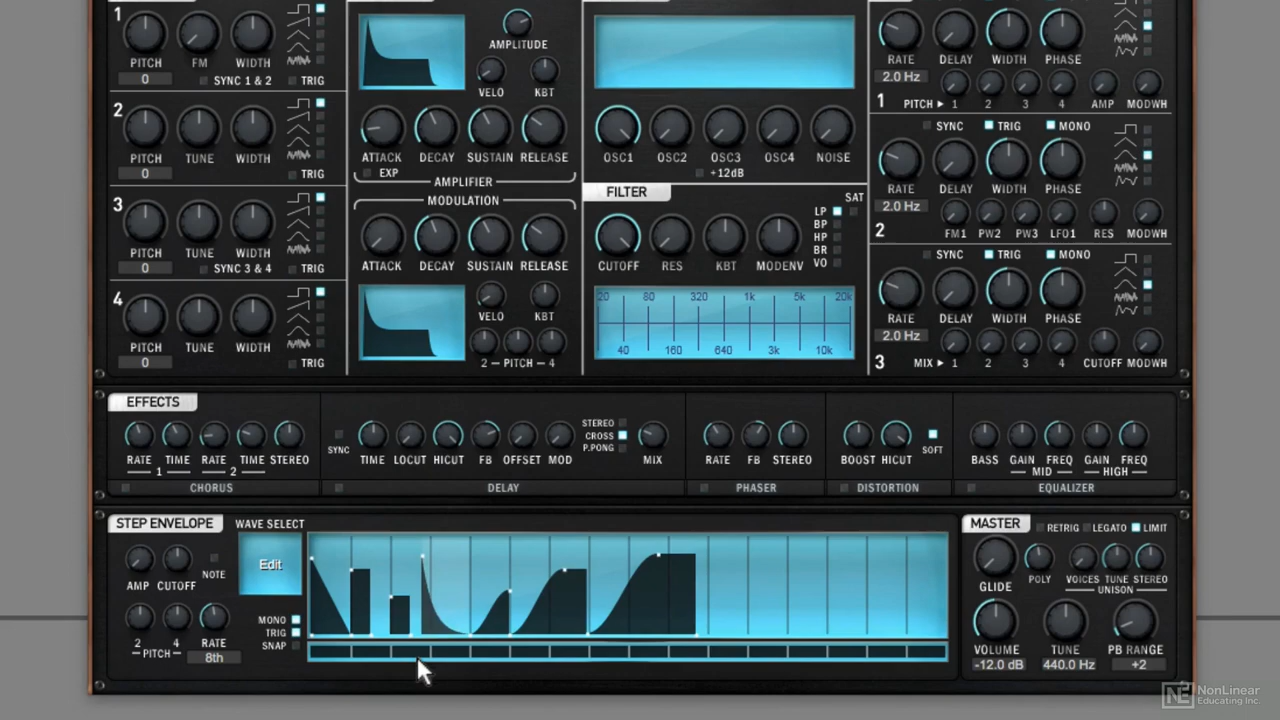 1
PITCH FM WIDTH
0 SYNC 1 & 2 TRIG
2
PITCH TUNE WIDTH
0 TRIG
3
PITCH TUNE WIDTH
0 SYNC 3 & 4 TRIG
4
PITCH TUNE WIDTH
0 TRIG
AMPLITUDE
VELO KBT
ATTACK DECAY SUSTAIN RELEASE
EXP
AMPLIFIER
MODULATION
ATTACK DECAY SUSTAIN RELEASE
VELO KBT
2 — PITCH — 4
OSC1 OSC2 OSC3 OSC4 NOISE
+12dB
FILTER
SAT
LP
BP
HP
BR
VO
CUTOFF RES KBT MODENV
20 80 320 1k 5k 20k
40 160 640 3k 10k
RATE DELAY WIDTH PHASE
2.0 Hz
1 PITCH ▶ 1 2 3 4 AMP MODWH
SYNC TRIG MONO
RATE DELAY WIDTH PHASE
2.0 Hz
2 FM1 PW2 PW3 LFO1 RES MODWH
SYNC TRIG MONO
RATE DELAY WIDTH PHASE
2.0 Hz
3 MIX ▶ 1 2 3 4 CUTOFF MODWH
EFFECTS
RATE TIME RATE TIME STEREO
1 2
CHORUS
SYNC TIME LOCUT HICUT FB OFFSET MOD
STEREO
CROSS
P.PONG
MIX
DELAY
RATE FB STEREO
PHASER
BOOST HICUT SOFT
DISTORTION
BASS GAIN FREQ GAIN FREQ
MID HIGH
EQUALIZER
STEP ENVELOPE WAVE SELECT
Edit
AMP CUTOFF NOTE
MONO
TRIG
SNAP
2 4 RATE
PITCH 8th
MASTER RETRIG LEGATO LIMIT
GLIDE POLY VOICES TUNE STEREO
UNISON
VOLUME TUNE PB RANGE
-12.0 dB 440.0 Hz +2
NE NonLinear
Educating Inc.